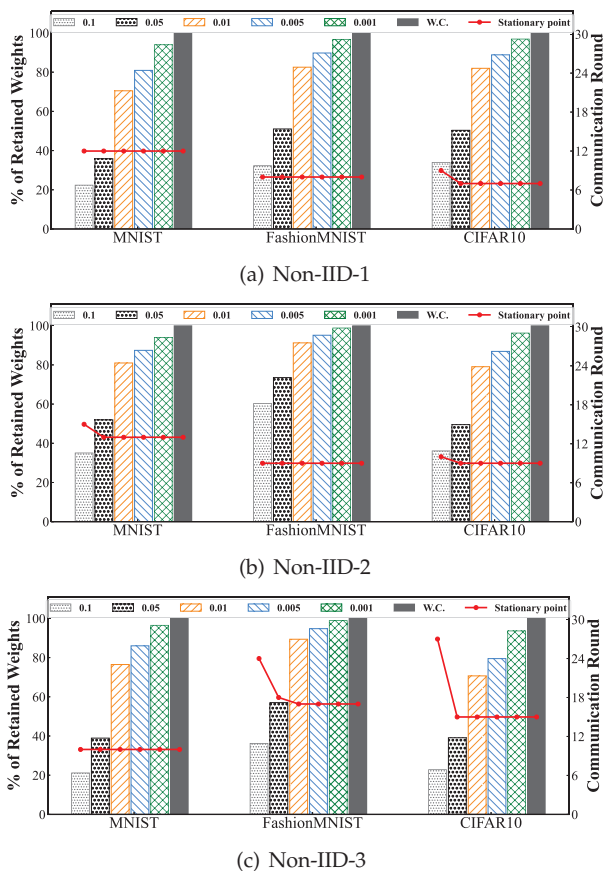 0.1 0.05 0.01 0.005 0.001 W.C. Stationary point
% of Retained Weights
100
80
60
40
20
0
30
24
18
12
6
0
Communication Round
MNIST FashionMNIST CIFAR10
(a) Non-IID-1
0.1 0.05 0.01 0.005 0.001 W.C. Stationary point
% of Retained Weights
100
80
60
40
20
0
30
24
18
12
6
0
Communication Round
MNIST FashionMNIST CIFAR10
(b) Non-IID-2
0.1 0.05 0.01 0.005 0.001 W.C. Stationary point
% of Retained Weights
100
80
60
40
20
0
30
24
18
12
6
0
Communication Round
MNIST FashionMNIST CIFAR10
(c) Non-IID-3